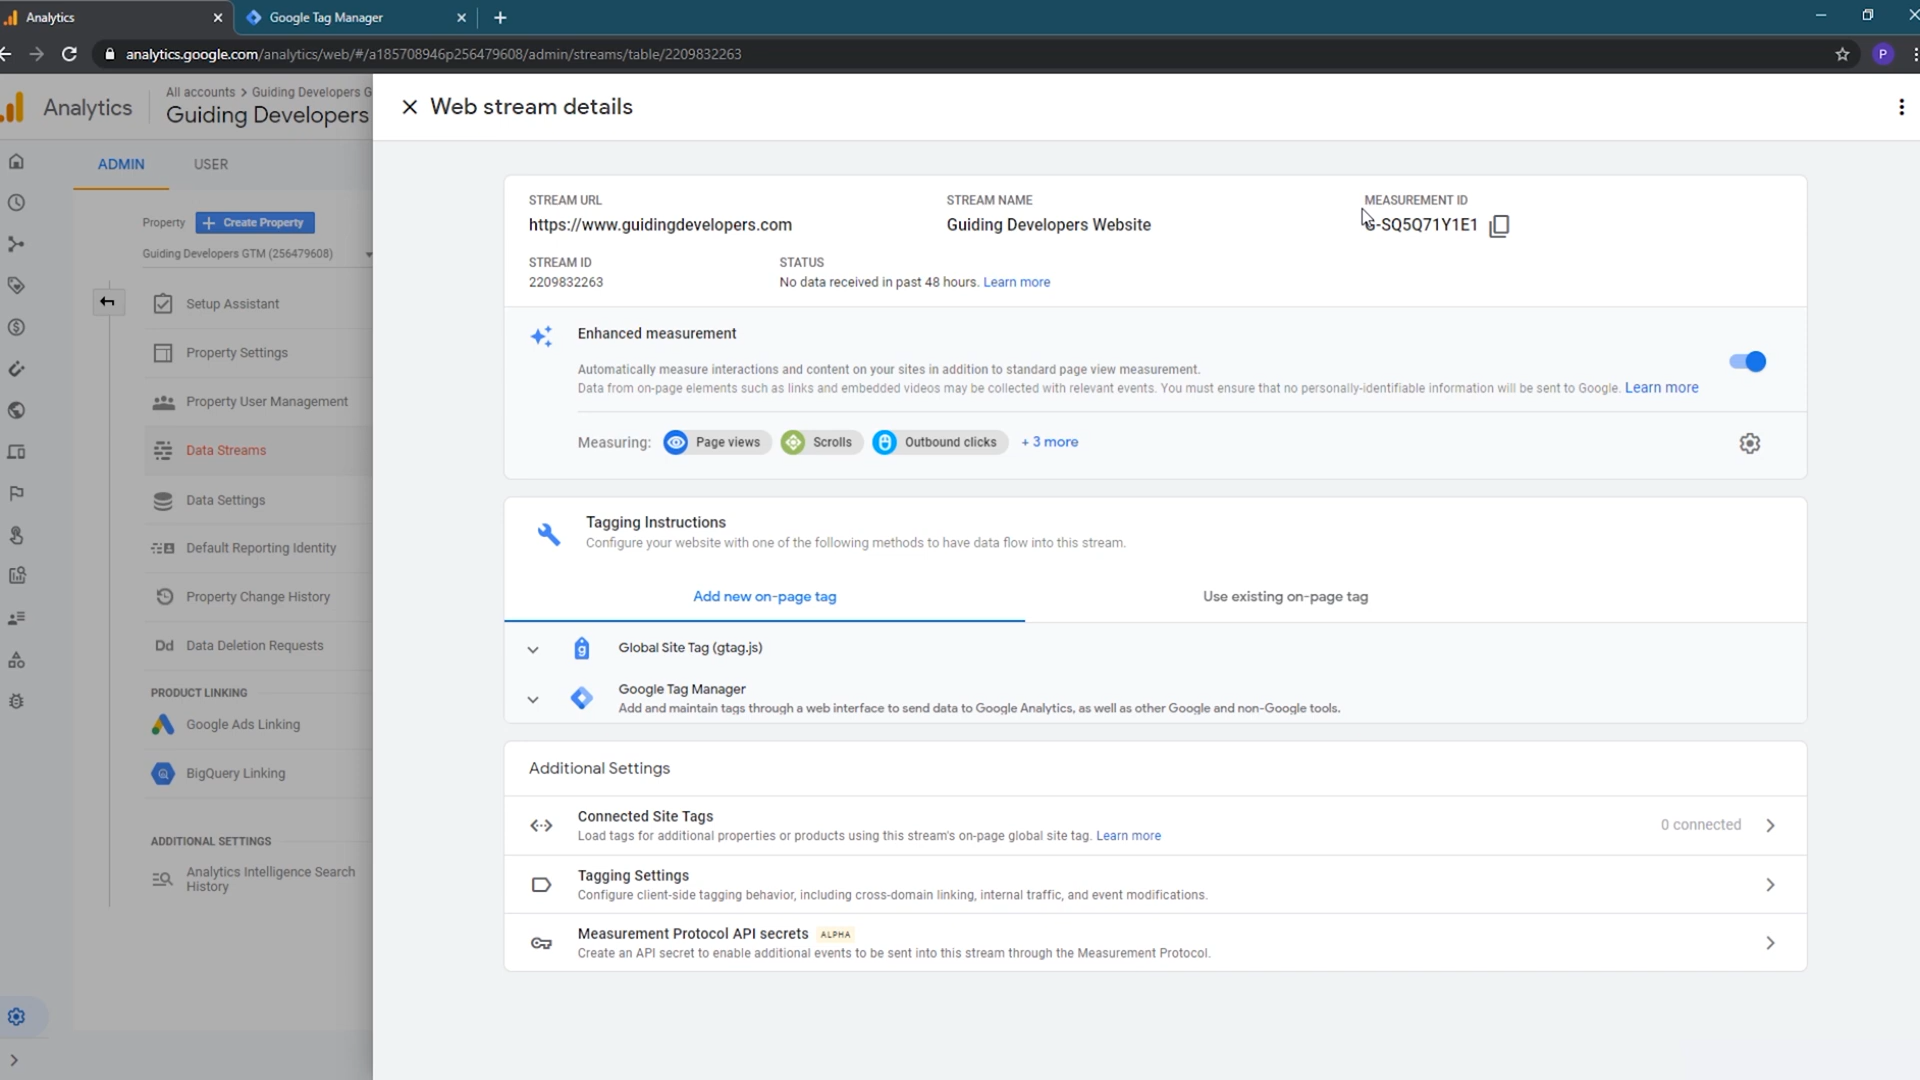 Analytics
Google Tag Manager
analytics.google.com/analytics/web/#/a185708946p256479608/admin/streams/table/2209832263
P
Analytics
All accounts > Guiding Developers G
Guiding Developers
Web stream details
ADMIN
USER
Property
Create Property
Guiding Developers GTM (256479608)
Setup Assistant
Property Settings
Property User Management
Data Streams
Data Settings
Default Reporting Identity
Property Change History
Dd Data Deletion Requests
PRODUCT LINKING
Google Ads Linking
BigQuery Linking
ADDITIONAL SETTINGS
Analytics Intelligence Search
History
STREAM URL
https://www.guidingdevelopers.com
STREAM NAME
Guiding Developers Website
MEASUREMENT ID
G-SQ5Q71Y1E1
STREAM ID
2209832263
STATUS
No data received in past 48 hours. Learn more
Enhanced measurement
Automatically measure interactions and content on your sites in addition to standard page view measurement.
Data from on-page elements such as links and embedded videos may be collected with relevant events. You must ensure that no personally-identifiable information will be sent to Google. Learn more
Measuring: Page views Scrolls Outbound clicks + 3 more
Tagging Instructions
Configure your website with one of the following methods to have data flow into this stream.
Add new on-page tag
Use existing on-page tag
g Global Site Tag (gtag.js)
Google Tag Manager
Add and maintain tags through a web interface to send data to Google Analytics, as well as other Google and non-Google tools.
Additional Settings
Connected Site Tags
Load tags for additional properties or products using this stream's on-page global site tag. Learn more
0 connected
Tagging Settings
Configure client-side tagging behavior, including cross-domain linking, internal traffic, and event modifications.
Measurement Protocol API secrets ALPHA
Create an API secret to enable additional events to be sent into this stream through the Measurement Protocol.